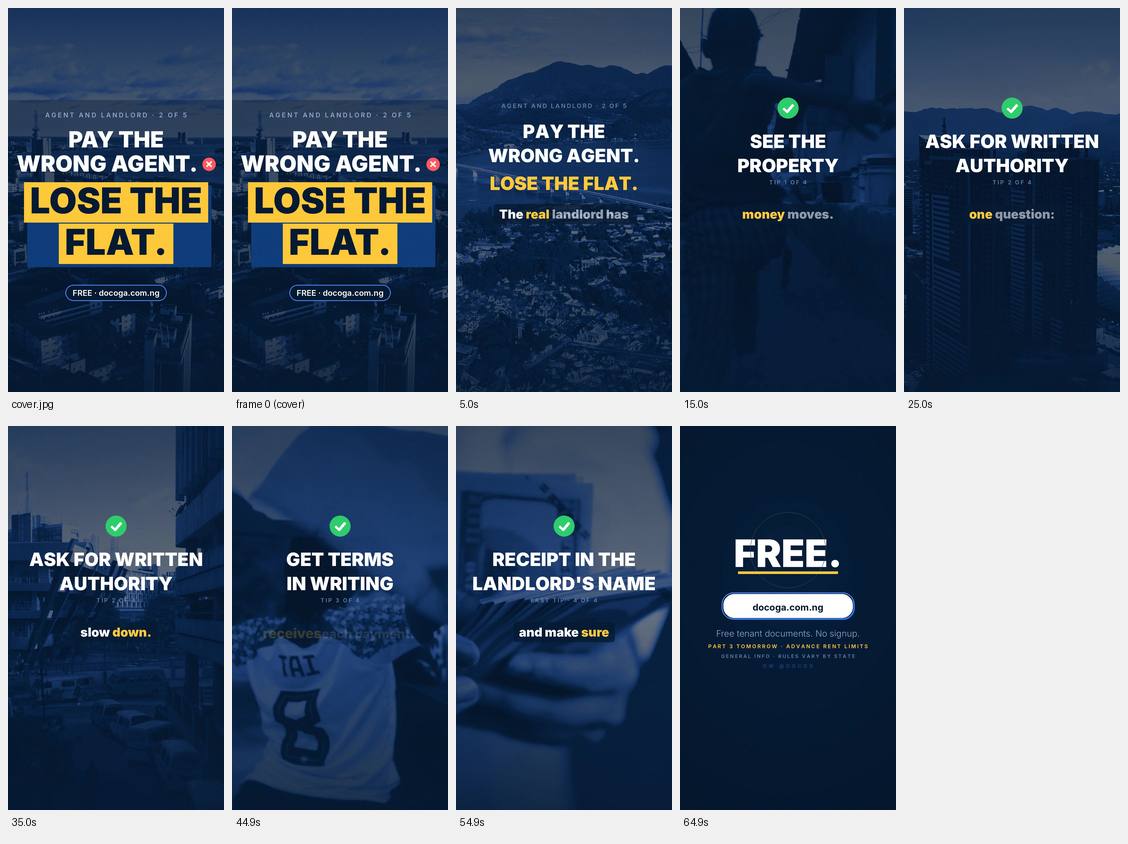 AGENT AND LANDLORD · 2 OF 5
PAY THE
WRONG AGENT.
LOSE THE
FLAT.
FREE · docoga.com.ng
cover.jpg
AGENT AND LANDLORD · 2 OF 5
PAY THE
WRONG AGENT.
LOSE THE
FLAT.
FREE · docoga.com.ng
frame 0 (cover)
AGENT AND LANDLORD · 2 OF 5
PAY THE
WRONG AGENT.
LOSE THE FLAT.
The real landlord has
5.0s
SEE THE
PROPERTY
TIP 1 OF 4
money moves.
15.0s
ASK FOR WRITTEN
AUTHORITY
TIP 2 OF 4
one question:
25.0s
ASK FOR WRITTEN
AUTHORITY
TIP 2 OF 4
slow down.
35.0s
GET TERMS
IN WRITING
TIP 3 OF 4
receives each payment.
TAI
8
44.9s
RECEIPT IN THE
LANDLORD'S NAME
LAST TIP · 4 OF 4
and make sure
54.9s
FREE.
docoga.com.ng
Free tenant documents. No signup.
PART 3 TOMORROW · ADVANCE RENT LIMITS
GENERAL INFO · RULES VARY BY STATE
64.9s